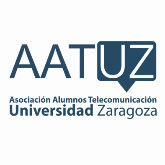 AATUZ
Asociación Alumnos Telecomunicación
Universidad Zaragoza